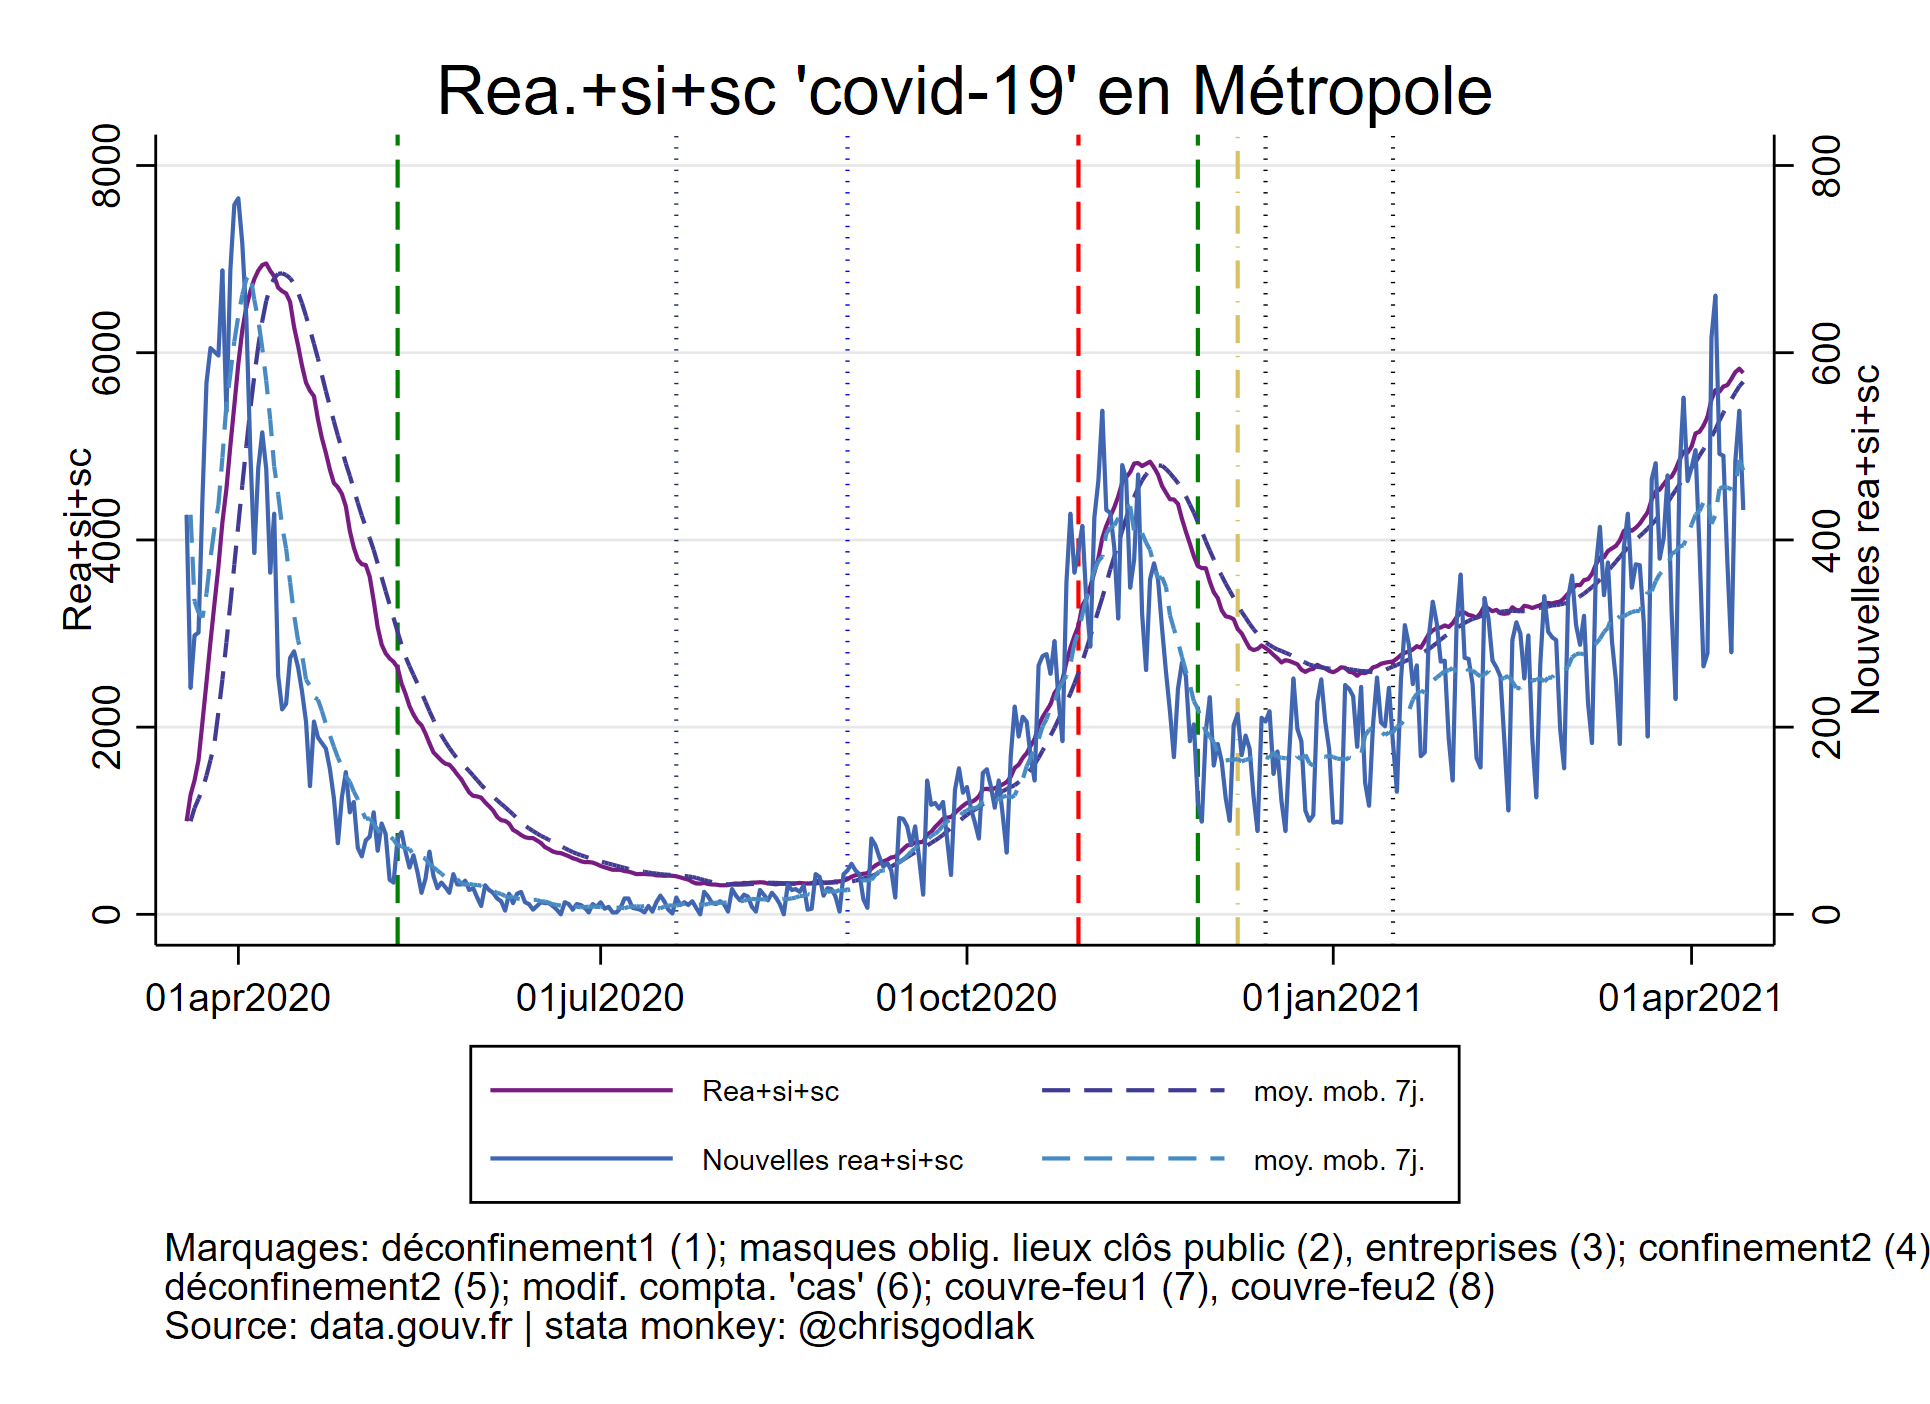 Rea.+si+sc 'covid-19' en Métropole
8000
6000
4000
2000
0
Rea+si+sc
800
600
400
200
0
Nouvelles rea+si+sc
01apr2020
01jul2020
01oct2020
01jan2021
01apr2021
Rea+si+sc
moy. mob. 7j.
Nouvelles rea+si+sc
moy. mob. 7j.
Marquages: déconfinement1 (1); masques oblig. lieux clôs public (2), entreprises (3); confinement2 (4)
déconfinement2 (5); modif. compta. 'cas' (6); couvre-feu1 (7), couvre-feu2 (8)
Source: data.gouv.fr | stata monkey: @chrisgodlak